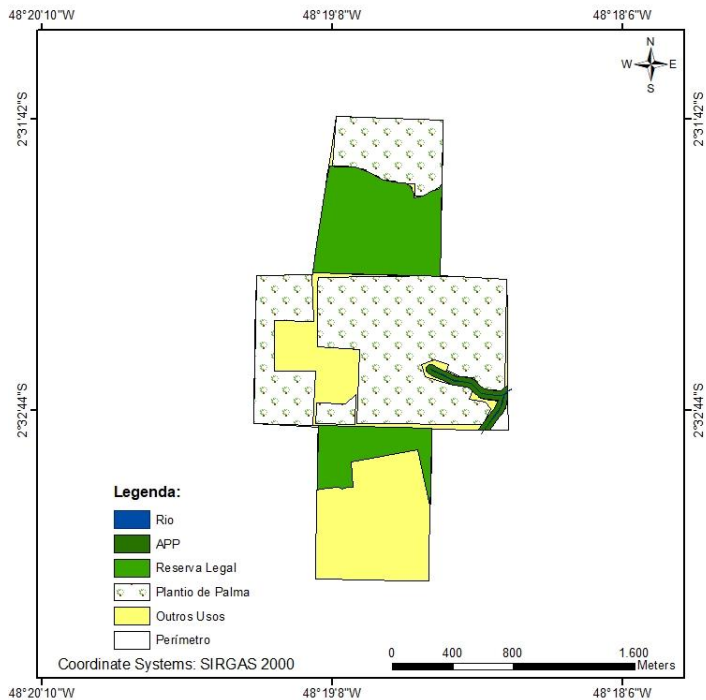 48°20'10"W 48°19'8"W 48°18'6"W
N
W E
S
2°31'42"S 2°31'42"S
2°32'44"S 2°32'44"S
Legenda:
Rio
APP
Reserva Legal
Plantio de Palma
Outros Usos
Perímetro
0 400 800 1.600
Meters
Coordinate Systems: SIRGAS 2000
48°20'10"W 48°19'8"W 48°18'6"W